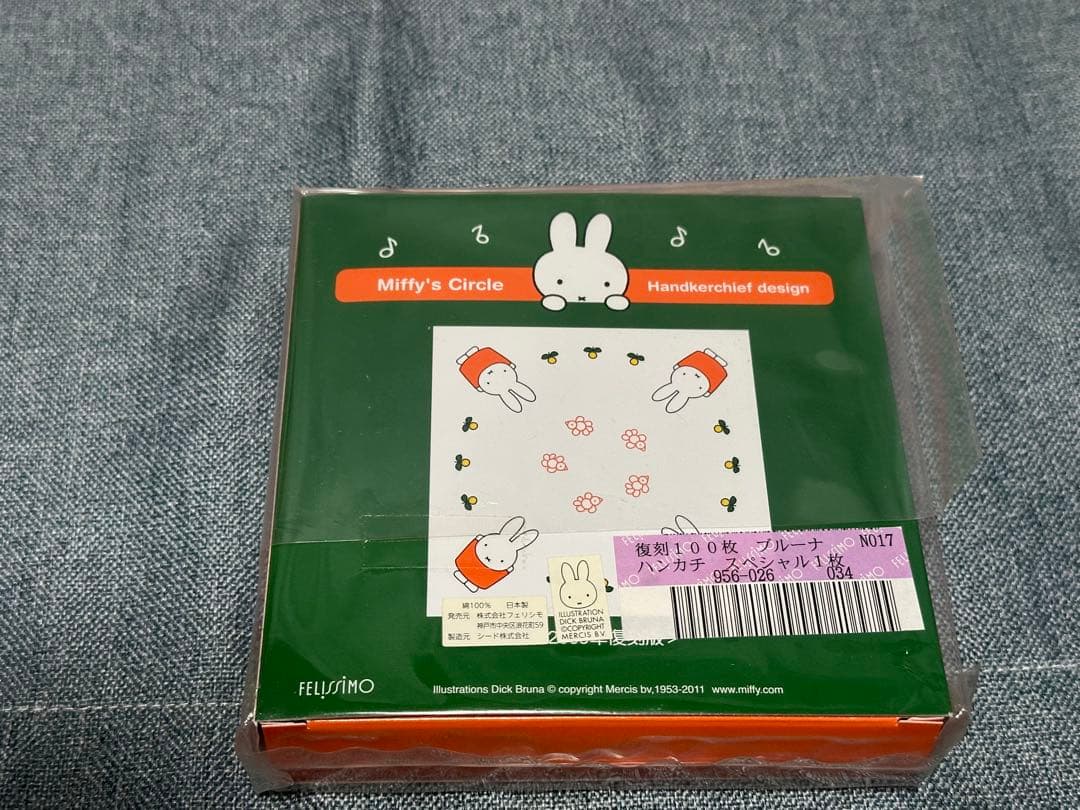 Miffy's Circle
Handkerchief design
復刻100枚 ブルーナ N017
ハンカチ スペシャル1枚
956-026 034
綿100% 日本製
発売元 株式会社フェリシモ
神戸市中央区浪花町59
製造元 シード株式会社
ILLUSTRATION
DICK BRUNA
©COPYRIGHT
MERCIS B.V.
年復刻版
FELISSIMO
Illustrations Dick Bruna © copyright Mercis bv,1953-2011 www.miffy.com